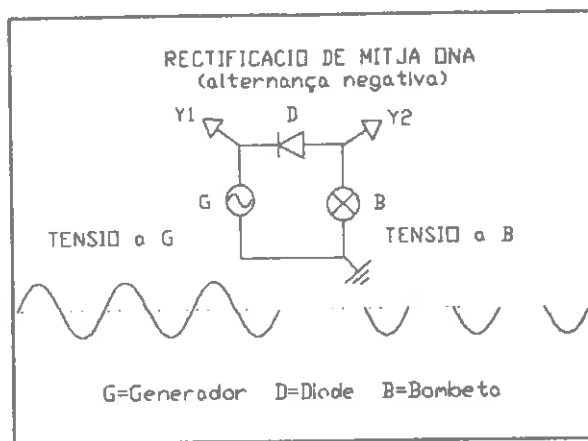 RECTIFICACIO DE MITJA ONA
(alternança negativa)
Y1 D Y2
G B
TENSIO a G TENSIO a B
G=Generador D=Diode B=Bombeta